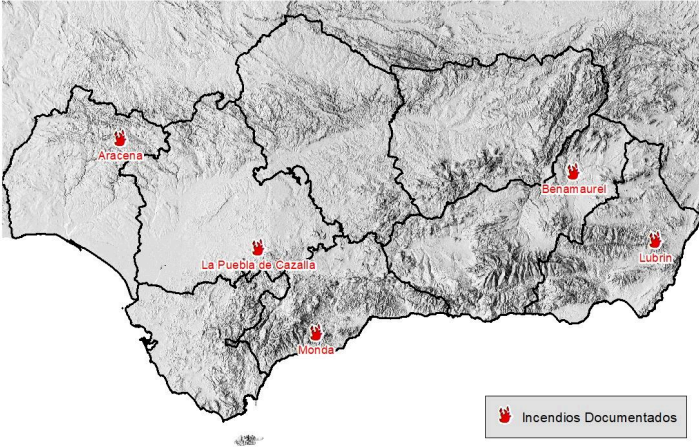 Aracena
Benamaurel
Lubrín
La Puebla de Cazalla
Monda
Incendios Documentados